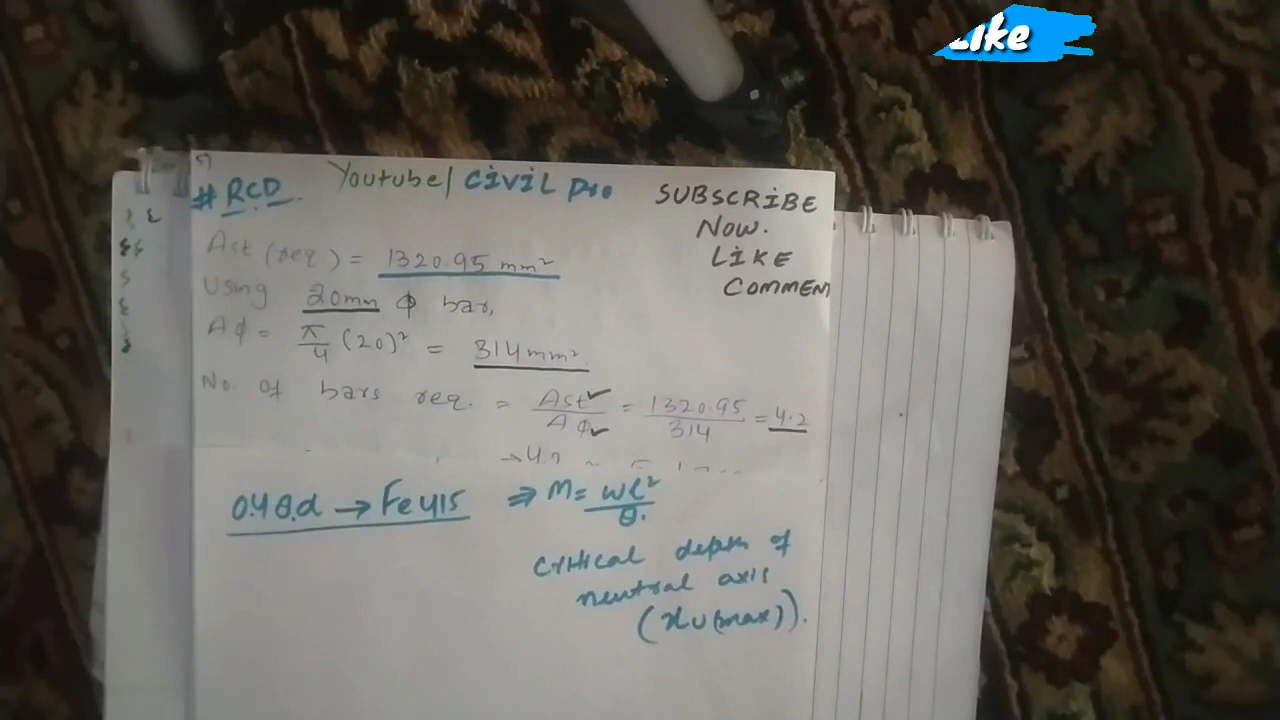 Like
#RCD
Youtube/ CiViL Pro
SUBSCRiBE
NOW.
LiKE
COMMEN
Ast (req) = 1320.95 mm²
Using 20mm ϕ bar,
Aϕ = π/4 (20)² = 314mm²
No. of bars req. = Ast/Aϕ = 1320.95/314 = 4.2
0.48.d → Fe415 ⇒ M = wl²/8.
Critical depth of
neutral axis
(xu(max)).